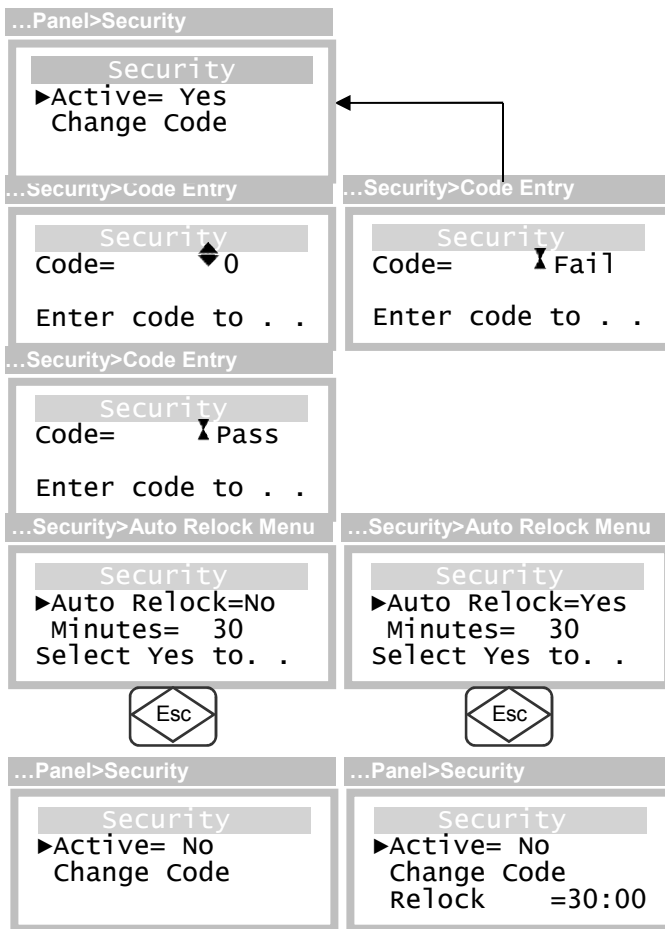 …Panel>Security
Security
►Active= Yes
Change Code
...Security>Code Entry
Security
Code= 0
Enter code to . .
...Security>Code Entry
Security
Code= Fail
Enter code to . .
...Security>Code Entry
Security
Code= Pass
Enter code to . .
...Security>Auto Relock Menu
Security
►Auto Relock=No
Minutes= 30
Select Yes to. .
Esc
...Security>Auto Relock Menu
Security
►Auto Relock=Yes
Minutes= 30
Select Yes to. .
Esc
…Panel>Security
Security
►Active= No
Change Code
…Panel>Security
Security
►Active= No
Change Code
Relock =30:00